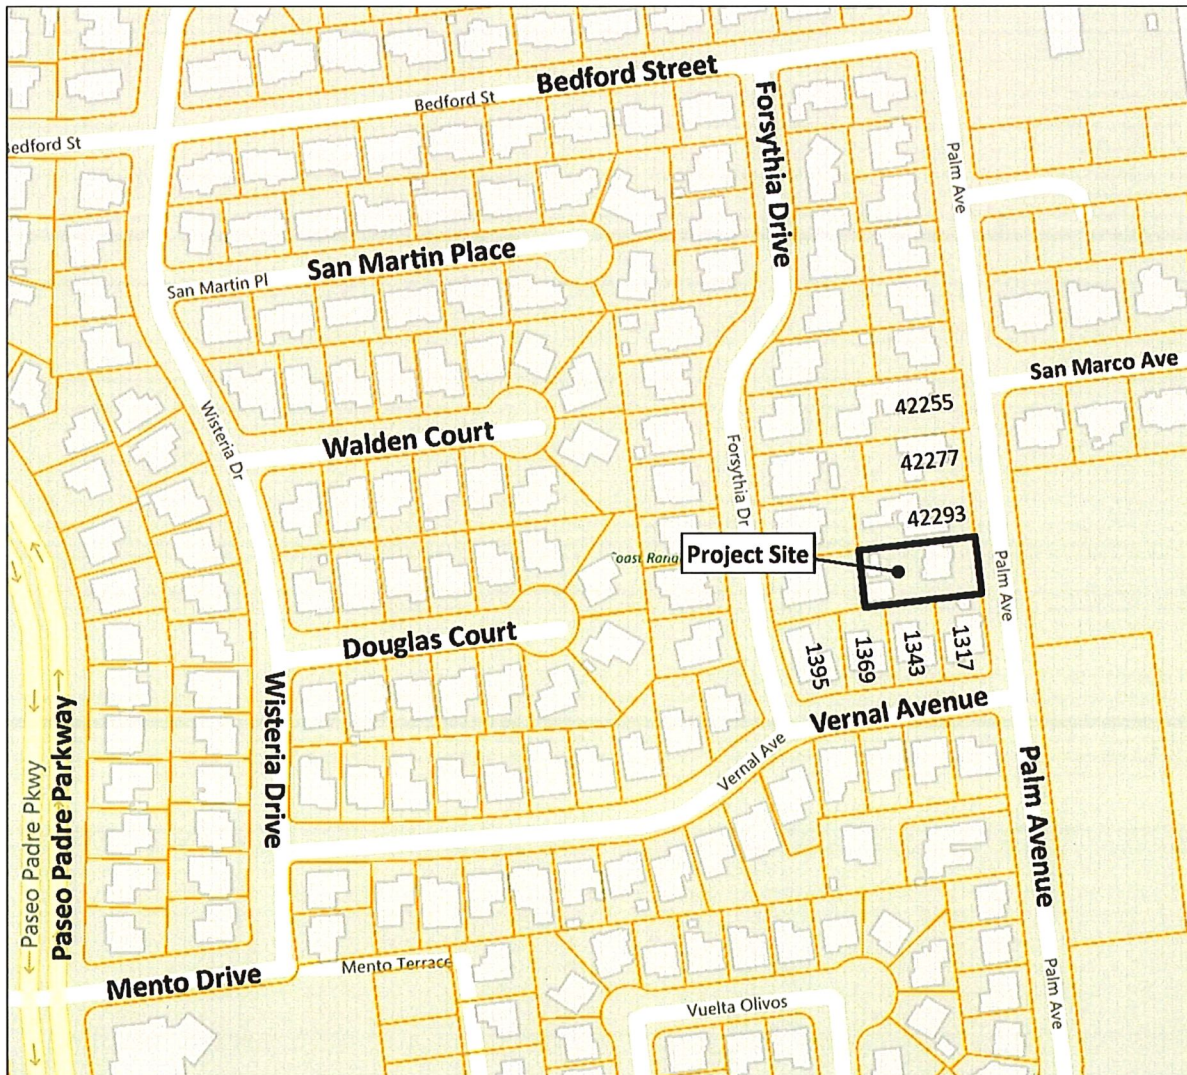 Bedford Street
Bedford St
Bedford St
Forsythia Drive
Palm Ave
San Martin Place
San Martin Pl
San Marco Ave
Wisteria Dr
Walden Court
42255
42277
42293
Forsythia Dr
Coast Rang
Project Site
Palm Ave
Douglas Court
1395
1369
1343
1317
Wisteria Drive
Vernal Avenue
Vernal Ave
Palm Avenue
Paseo Padre Pkwy
Paseo Padre Parkway
Mento Drive
Mento Terrace
Vuelta Olivos
Palm Ave